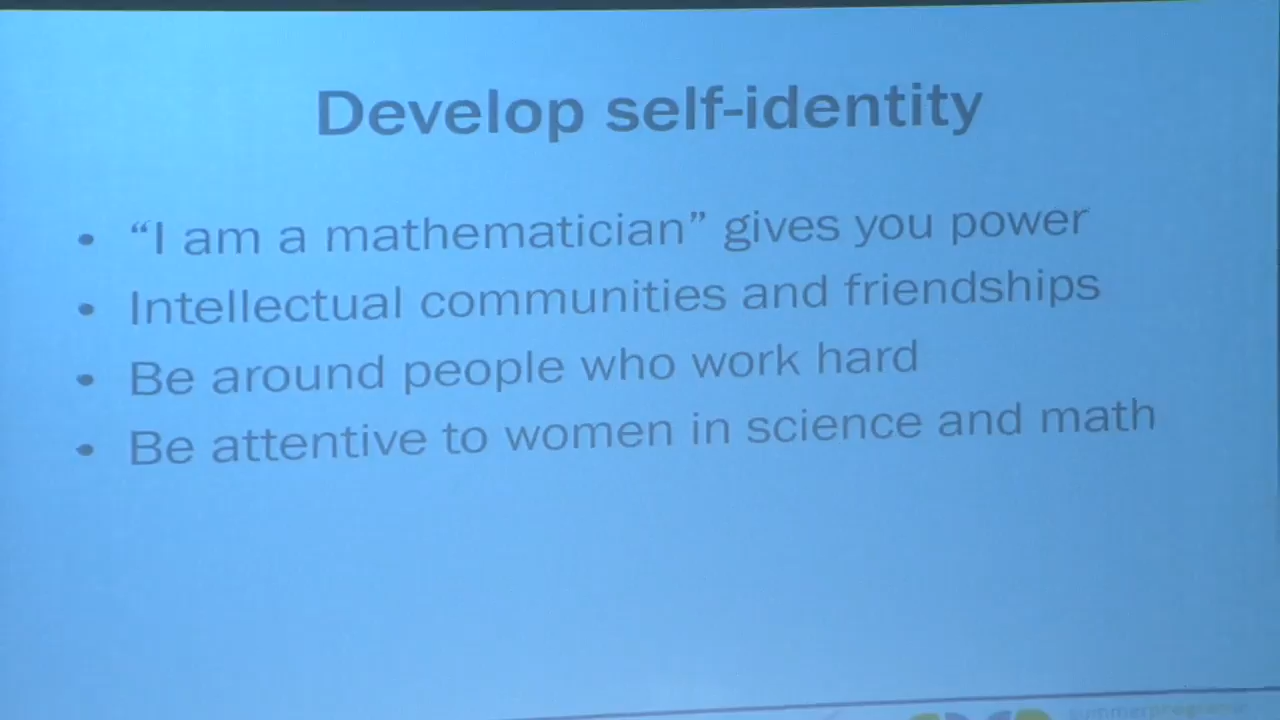 Develop self-identity
• “I am a mathematician” gives you power
• Intellectual communities and friendships
• Be around people who work hard
• Be attentive to women in science and math